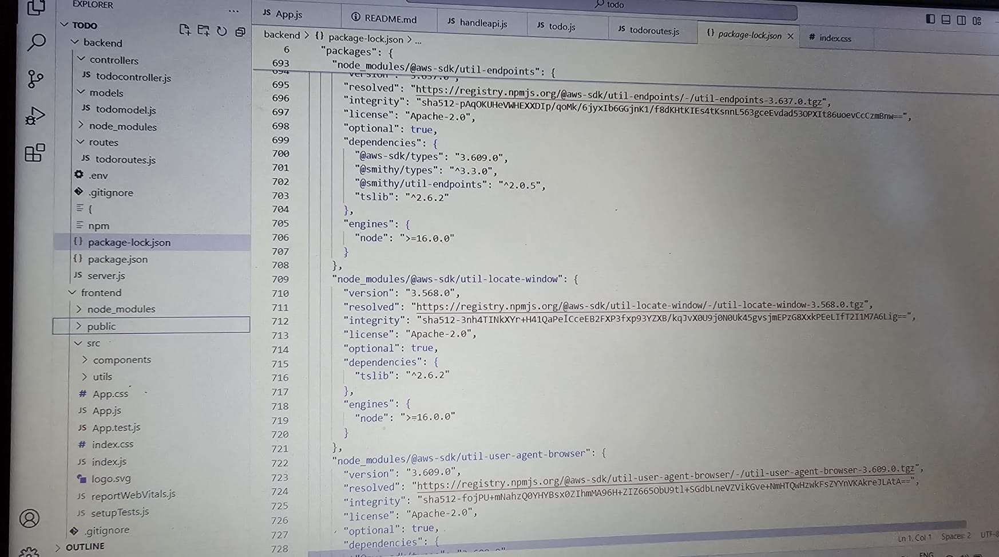 EXPLORER
...
todo
TODO
backend
controllers
JS todocontroller.js
models
JS todomodel.js
node_modules
routes
JS todoroutes.js
.env
.gitignore
{
npm
{} package-lock.json
{} package.json
JS server.js
frontend
node_modules
public
src
components
utils
# App.css
JS App.js
JS App.test.js
# index.css
JS index.js
logo.svg
JS reportWebVitals.js
JS setupTests.js
.gitignore
OUTLINE
JS App.js
README.md
JS handleapi.js
JS todo.js
JS todoroutes.js
{} package-lock.json
# index.css
backend > {} package-lock.json > ...
6 "packages": {
693 "node_modules/@aws-sdk/util-endpoints": {
694 "version": "3.637.0",
695 "resolved": "https://registry.npmjs.org/@aws-sdk/util-endpoints/-/util-endpoints-3.637.0.tgz",
696 "integrity": "sha512-pAqOKUHeVWHEXXDIp/qoMk/6jyxIb6GGjnK1/f8dKHtKIEs4tKsnnL563gceEvdad53OPXIt86uoevCcCzmBnw==",
697 "license": "Apache-2.0",
698 "optional": true,
699 "dependencies": {
700 "@aws-sdk/types": "3.609.0",
701 "@smithy/types": "^3.3.0",
702 "@smithy/util-endpoints": "^2.0.5",
703 "tslib": "^2.6.2"
704 },
705 "engines": {
706 "node": ">=16.0.0"
707 }
708 },
709 "node_modules/@aws-sdk/util-locate-window": {
710 "version": "3.568.0",
711 "resolved": "https://registry.npmjs.org/@aws-sdk/util-locate-window/-/util-locate-window-3.568.0.tgz",
712 "integrity": "sha512-3nh4TINkXYr+H41QaPelCceEB2FXP3fxp93YZXB/kqJvX0U9j0N0Uk45gvsjmEPzG8XxkPEeLIfT2I1M7A6Lig==",
713 "license": "Apache-2.0",
714 "optional": true,
715 "dependencies": {
716 "tslib": "^2.6.2"
717 },
718 "engines": {
719 "node": ">=16.0.0"
720 }
721 },
722 "node_modules/@aws-sdk/util-user-agent-browser": {
723 "version": "3.609.0",
724 "resolved": "https://registry.npmjs.org/@aws-sdk/util-user-agent-browser/-/util-user-agent-browser-3.609.0.tgz",
725 "integrity": "sha512-fojPU+mNahzQ0YHYBsx0ZIhmMA96H+ZIZ665ObU9tl+SGdbLneVZVikGve+NmHTQwHzwkFsZYYnVKAkreJLAtA==",
726 "license": "Apache-2.0",
727 "optional": true,
728 "dependencies": {
Ln 1, Col 1 Spaces: 2 UTF-8
ENG